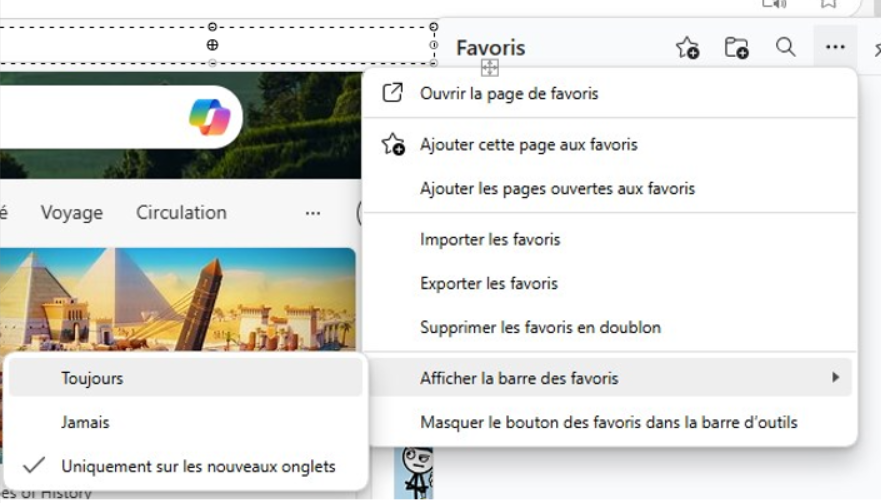 Favoris
Ouvrir la page de favoris
Ajouter cette page aux favoris
Ajouter les pages ouvertes aux favoris
Voyage Circulation ...
Importer les favoris
Exporter les favoris
Supprimer les favoris en doublon
Afficher la barre des favoris
Masquer le bouton des favoris dans la barre d'outils
Toujours
Jamais
Uniquement sur les nouveaux onglets
of History